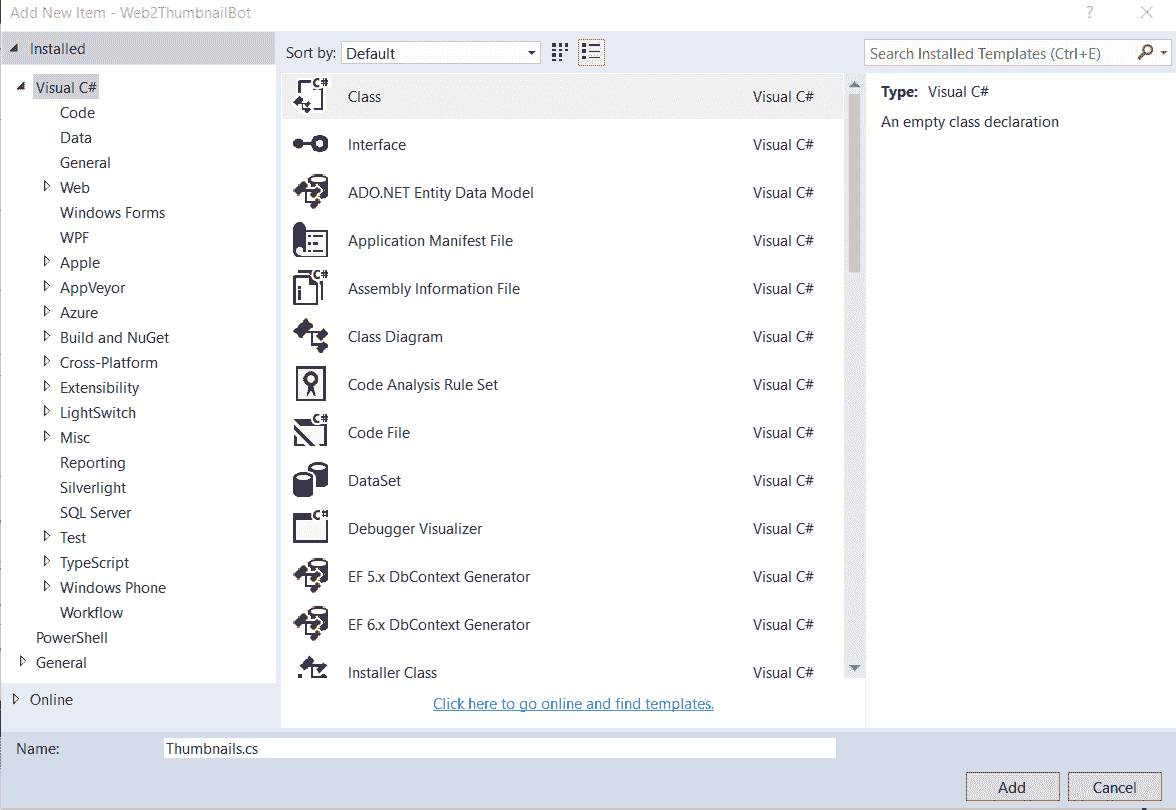 Add New Item - Web2ThumbnailBot
?
Installed
Sort by: Default
Search Installed Templates (Ctrl+E)
Visual C#
Code
Data
General
Web
Windows Forms
WPF
Apple
AppVeyor
Azure
Build and NuGet
Cross-Platform
Extensibility
LightSwitch
Misc
Reporting
Silverlight
SQL Server
Test
TypeScript
Windows Phone
Workflow
PowerShell
General
Online
C# Class Visual C#
Interface Visual C#
ADO.NET Entity Data Model Visual C#
Application Manifest File Visual C#
C# Assembly Information File Visual C#
Class Diagram Visual C#
Code Analysis Rule Set Visual C#
C# Code File Visual C#
DataSet Visual C#
C# Debugger Visualizer Visual C#
EF 5.x DbContext Generator Visual C#
EF 6.x DbContext Generator Visual C#
Installer Class Visual C#
Click here to go online and find templates.
Type: Visual C#
An empty class declaration
Name: Thumbnails.cs
Add Cancel